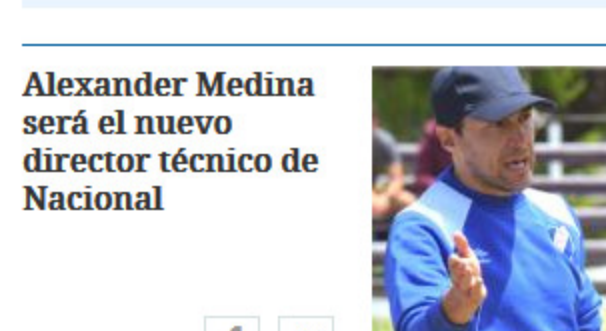 Alexander Medina
será el nuevo
director técnico de
Nacional